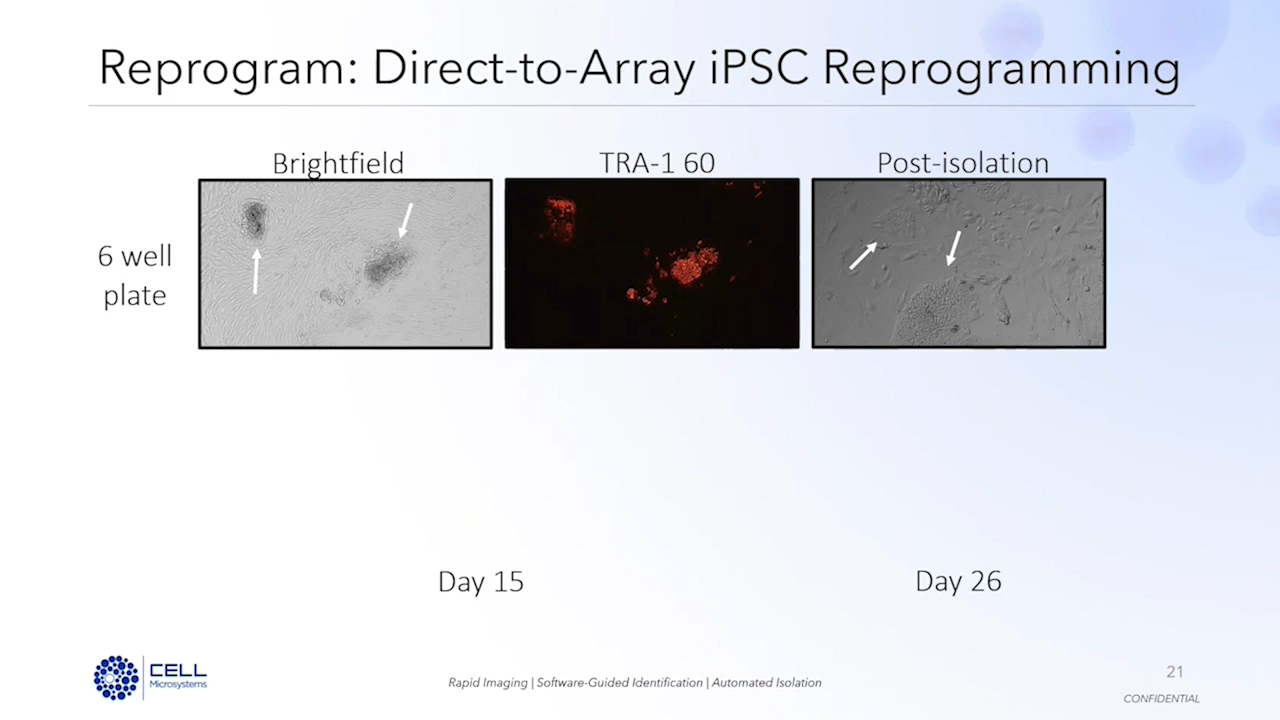 Reprogram: Direct-to-Array iPSC Reprogramming
Brightfield
TRA-1 60
Post-isolation
6 well
plate
Day 15
Day 26
CELL
Microsystems
Rapid Imaging | Software-Guided Identification | Automated Isolation
21
CONFIDENTIAL